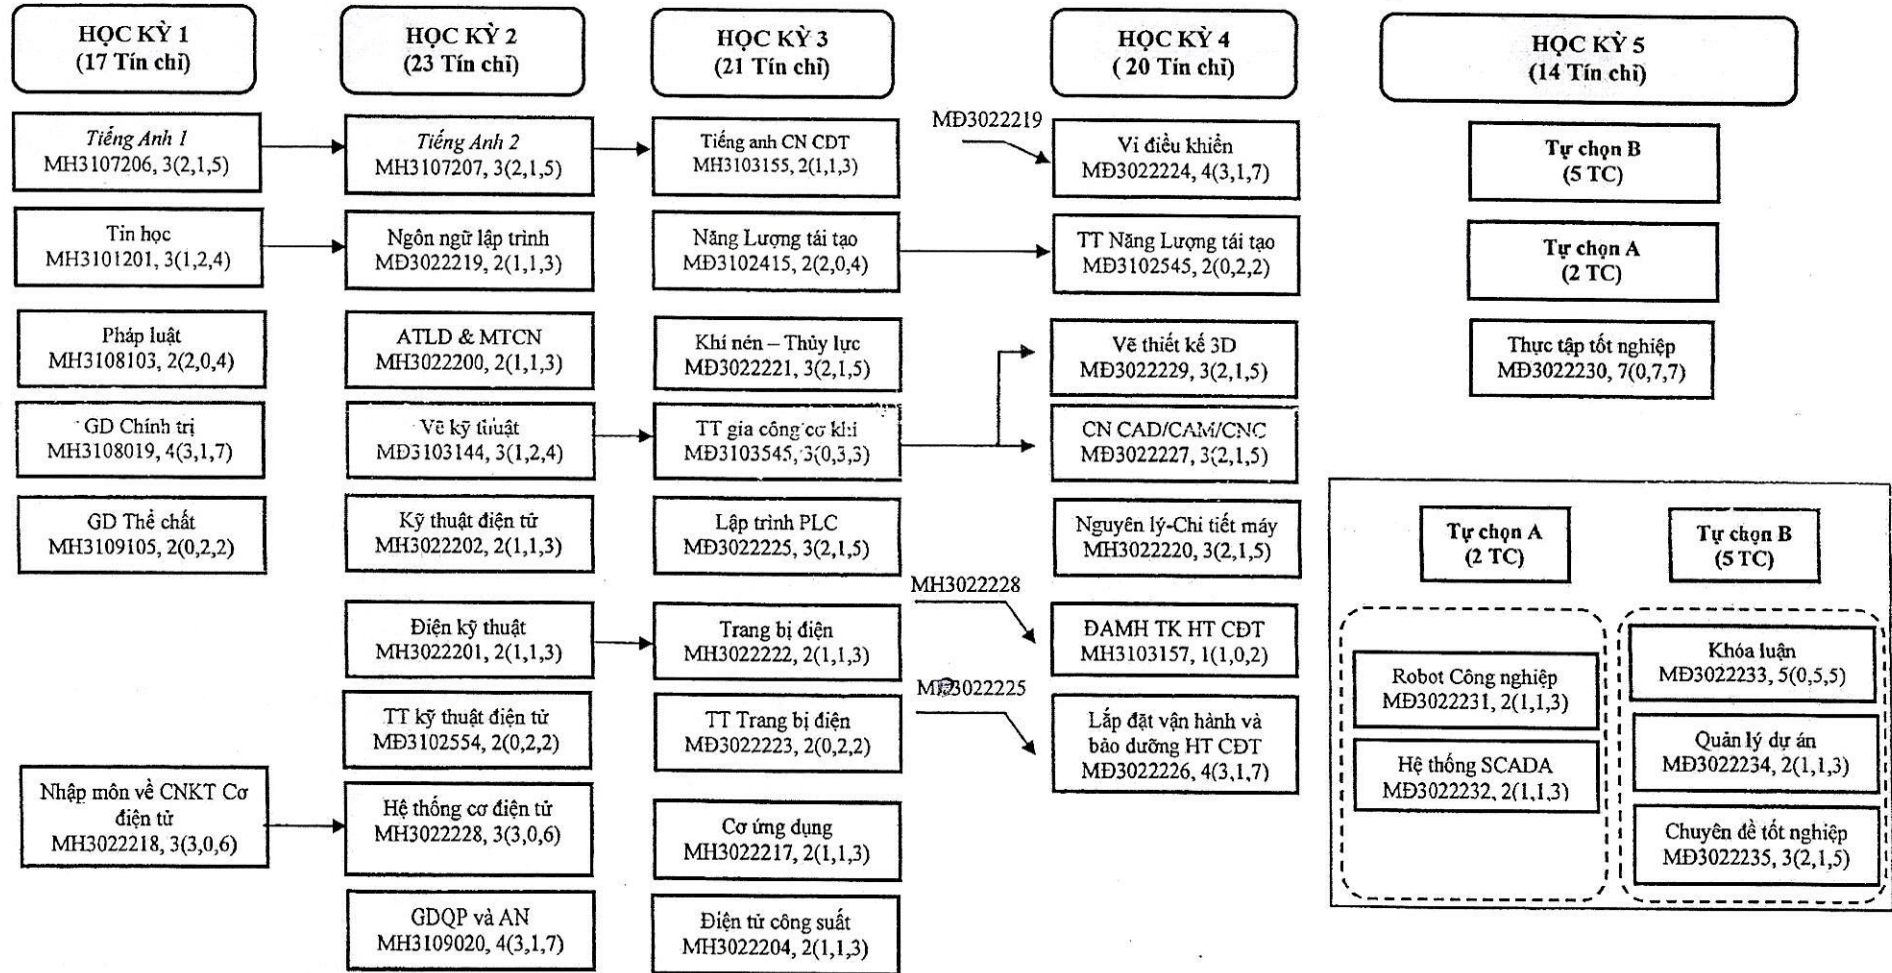 HỌC KỲ 1
(17 Tín chỉ)
Tiếng Anh 1
MH3107206, 3(2,1,5)
Tin học
MH3101201, 3(1,2,4)
Pháp luật
MH3108103, 2(2,0,4)
GD Chính trị
MH3108019, 4(3,1,7)
GD Thể chất
MH3109105, 2(0,2,2)
Nhập môn về CNKT Cơ
điện tử
MH3022218, 3(3,0,6)
HỌC KỲ 2
(23 Tín chỉ)
Tiếng Anh 2
MH3107207, 3(2,1,5)
Ngôn ngữ lập trình
MĐ3022219, 2(1,1,3)
ATLD & MTCN
MH3022200, 2(1,1,3)
Vẽ kỹ thuật
MĐ3103144, 3(1,2,4)
Kỹ thuật điện tử
MH3022202, 2(1,1,3)
Điện kỹ thuật
MH3022201, 2(1,1,3)
TT kỹ thuật điện tử
MĐ3102554, 2(0,2,2)
Hệ thống cơ điện tử
MH3022228, 3(3,0,6)
GDQP và AN
MH3109020, 4(3,1,7)
HỌC KỲ 3
(21 Tín chỉ)
Tiếng anh CN CDT
MH3103155, 2(1,1,3)
Năng Lượng tái tạo
MĐ3102415, 2(2,0,4)
Khí nén – Thủy lực
MĐ3022221, 3(2,1,5)
TT gia công cơ khí
MĐ3103545, 3(0,3,3)
Lập trình PLC
MĐ3022225, 3(2,1,5)
Trang bị điện
MH3022222, 2(1,1,3)
TT Trang bị điện
MĐ3022223, 2(0,2,2)
Cơ ứng dụng
MH3022217, 2(1,1,3)
Điện tử công suất
MH3022204, 2(1,1,3)
HỌC KỲ 4
( 20 Tín chỉ)
MĐ3022219
Vi điều khiển
MĐ3022224, 4(3,1,7)
TT Năng Lượng tái tạo
MĐ3102545, 2(0,2,2)
Vẽ thiết kế 3D
MĐ3022229, 3(2,1,5)
CN CAD/CAM/CNC
MĐ3022227, 3(2,1,5)
Nguyên lý-Chi tiết máy
MH3022220, 3(2,1,5)
MH3022228
ĐAMH TK HT CĐT
MH3103157, 1(1,0,2)
MĐ3022225
Lắp đặt vận hành và
bảo dưỡng HT CĐT
MĐ3022226, 4(3,1,7)
HỌC KỲ 5
(14 Tín chỉ)
Tự chọn B
(5 TC)
Tự chọn A
(2 TC)
Thực tập tốt nghiệp
MĐ3022230, 7(0,7,7)
Tự chọn A
(2 TC)
Robot Công nghiệp
MĐ3022231, 2(1,1,3)
Hệ thống SCADA
MĐ3022232, 2(1,1,3)
Tự chọn B
(5 TC)
Khóa luận
MĐ3022233, 5(0,5,5)
Quản lý dự án
MĐ3022234, 2(1,1,3)
Chuyên đề tốt nghiệp
MĐ3022235, 3(2,1,5)